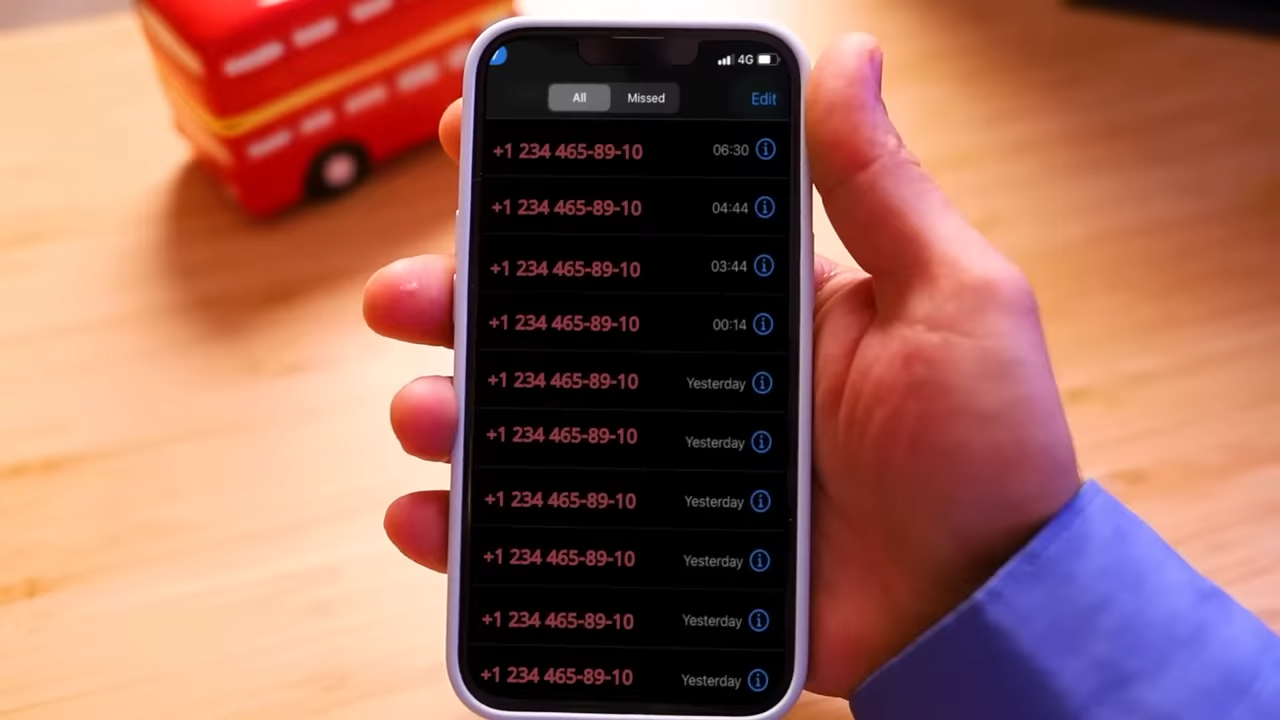 4G
All Missed Edit
+1 234 465-89-10 06:30
+1 234 465-89-10 04:44
+1 234 465-89-10 03:44
+1 234 465-89-10 00:14
+1 234 465-89-10 Yesterday
+1 234 465-89-10 Yesterday
+1 234 465-89-10 Yesterday
+1 234 465-89-10 Yesterday
+1 234 465-89-10 Yesterday
+1 234 465-89-10 Yesterday